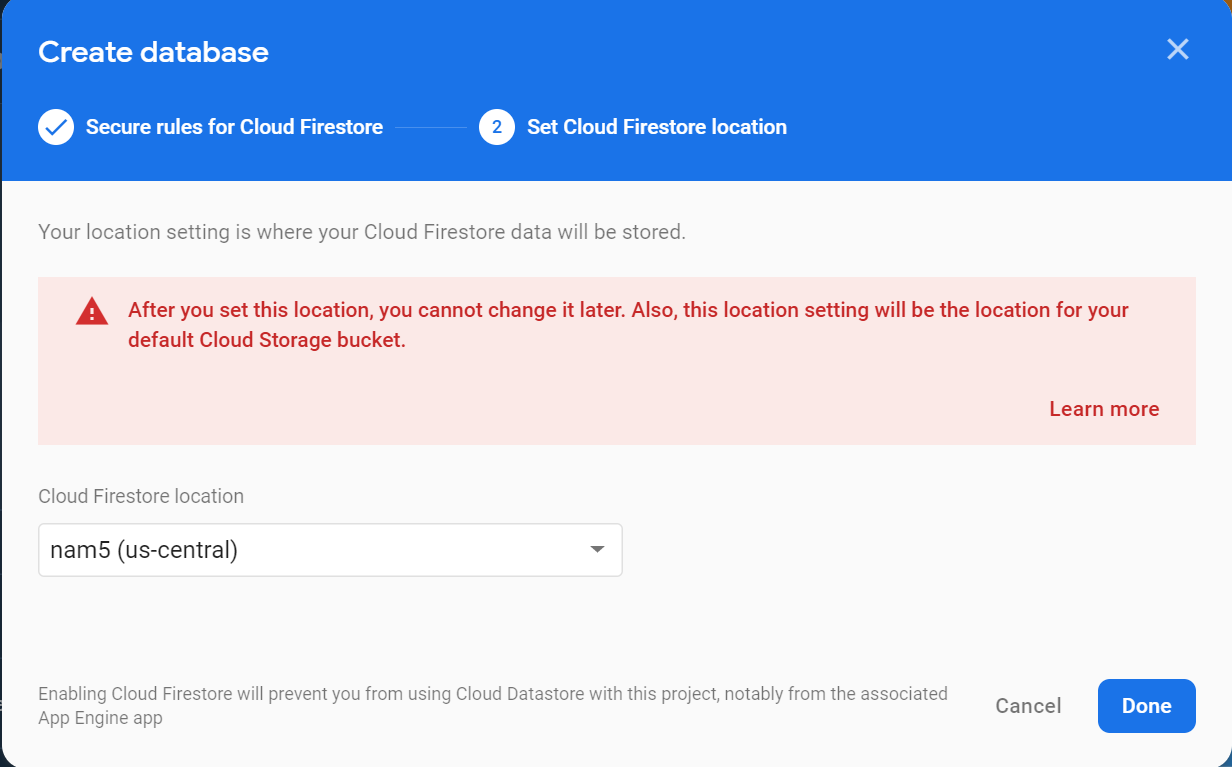 Create database
Secure rules for Cloud Firestore
2 Set Cloud Firestore location
Your location setting is where your Cloud Firestore data will be stored.
After you set this location, you cannot change it later. Also, this location setting will be the location for your
default Cloud Storage bucket.
Learn more
Cloud Firestore location
nam5 (us-central)
Enabling Cloud Firestore will prevent you from using Cloud Datastore with this project, notably from the associated
App Engine app
Cancel
Done